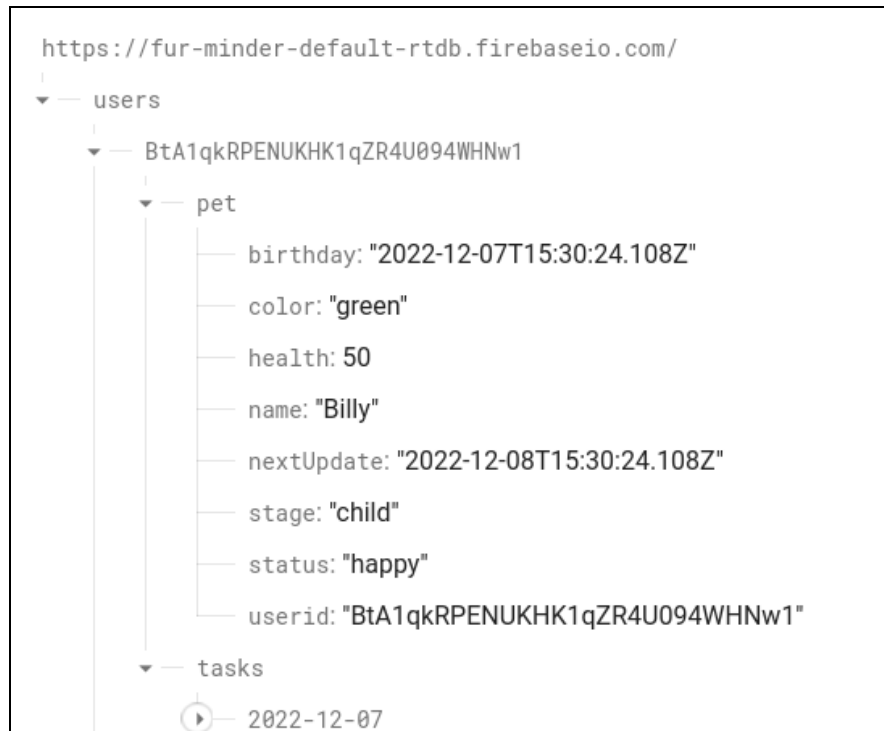 https://fur-minder-default-rtdb.firebaseio.com/
users
BtA1qkRPENUKHK1qZR4U094WHNw1
pet
birthday: "2022-12-07T15:30:24.108Z"
color: "green"
health: 50
name: "Billy"
nextUpdate: "2022-12-08T15:30:24.108Z"
stage: "child"
status: "happy"
userid: "BtA1qkRPENUKHK1qZR4U094WHNw1"
tasks
2022-12-07